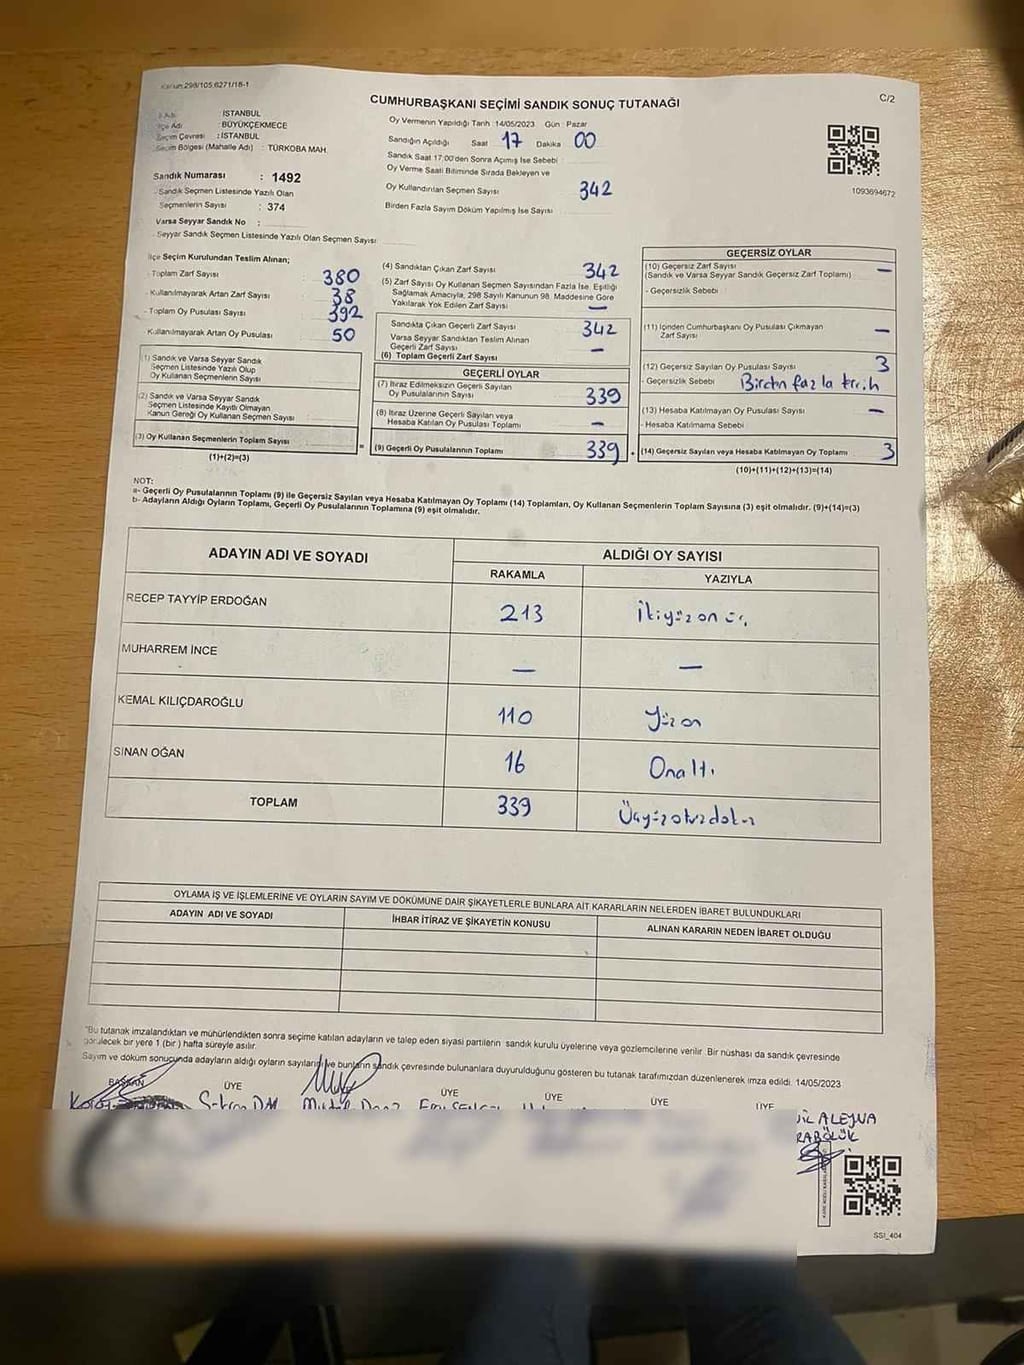 Kanun:298/105;6271/18-1
C/2
CUMHURBAŞKANI SEÇİMİ SANDIK SONUÇ TUTANAĞI
İli Adı : İSTANBUL
İlçe Adı : BÜYÜKÇEKMECE
Seçim Çevresi : İSTANBUL
Seçim Bölgesi (Mahalle Adı) : TÜRKOBA MAH.
Sandık Numarası : 1492
Sandık Seçmen Listesinde Yazılı Olan
Seçmenlerin Sayısı : 374
Varsa Seyyar Sandık No :
Seyyar Sandık Seçmen Listesinde Yazılı Olan Seçmen Sayısı
Oy Vermenin Yapıldığı Tarih :14/05/2023 Gün : Pazar
Sandığın Açıldığı Saat 17 Dakika 00
Sandık Saat 17:00'den Sonra Açımış İse Sebebi
Oy Verme Saati Bitiminde Sırada Bekleyen ve
Oy Kullandırılan Seçmen Sayısı 342
Birden Fazla Sayım Döküm Yapılmış İse Sayısı
1093694672
İlçe Seçim Kurulundan Teslim Alınan;
- Toplam Zarf Sayısı 380
- Kullanılmayarak Artan Zarf Sayısı 38
- Toplam Oy Pusulası Sayısı 392
Kullanılmayarak Artan Oy Pusulası 50
(1) Sandık ve Varsa Seyyar Sandık
Seçmen Listesinde Yazılı Olup
Oy Kullanan Seçmenlerin Sayısı
(2) Sandık ve Varsa Seyyar Sandık
Seçmen Listesinde Kayıtlı Olmayan
Kanun Gereği Oy Kullanan Seçmen Sayısı
(3) Oy Kullanan Seçmenlerin Toplam Sayısı =
(1)+(2)=(3)
(4) Sandıktan Çıkan Zarf Sayısı 342
(5) Zarf Sayısı Oy Kullanan Seçmen Sayısından Fazla İse, Eşitliği
Sağlamak Amacıyla, 298 Sayılı Kanunun 98. Maddesine Göre
Yakılarak Yok Edilen Zarf Sayısı —
Sandıkta Çıkan Geçerli Zarf Sayısı 342
Varsa Seyyar Sandıktan Teslim Alınan
Geçerli Zarf Sayısı —
(6) Toplam Geçerli Zarf Sayısı
GEÇERLİ OYLAR
(7) İtiraz Edilmeksizin Geçerli Sayılan
Oy Pusulalarının Sayısı 339
(8) İtiraz Üzerine Geçerli Sayılan veya
Hesaba Katılan Oy Pusulası Toplamı —
(9) Geçerli Oy Pusulalarının Toplamı 339 +
GEÇERSİZ OYLAR
(10) Geçersiz Zarf Sayısı —
(Sandık ve Varsa Seyyar Sandık Geçersiz Zarf Toplamı)
- Geçersizlik Sebebi
(11) İçinden Cumhurbaşkanı Oy Pusulası Çıkmayan
Zarf Sayısı —
(12) Geçersiz Sayılan Oy Pusulası Sayısı 3
- Geçersizlik Sebebi Birden fazla tercih
(13) Hesaba Katılmayan Oy Pusulası Sayısı —
- Hesaba Katılmama Sebebi
(14) Geçersiz Sayılan veya Hesaba Katılmayan Oy Toplamı 3
(10)+(11)+(12)+(13)=(14)
NOT:
a- Geçerli Oy Pusulalarının Toplamı (9) ile Geçersiz Sayılan veya Hesaba Katılmayan Oy Toplamı (14) Toplamları, Oy Kullanan Seçmenlerin Toplam Sayısına (3) eşit olmalıdır. (9)+(14)=(3)
b- Adayların Aldığı Oyların Toplamı, Geçerli Oy Pusulalarının Toplamına (9) eşit olmalıdır.
ADAYIN ADI VE SOYADI ALDIĞI OY SAYISI
RAKAMLA YAZIYLA
RECEP TAYYİP ERDOĞAN 213 İkiyüzonüç
MUHARREM İNCE — —
KEMAL KILIÇDAROĞLU 110 Yüzon
SİNAN OĞAN 16 Onaltı
TOPLAM 339 Üçyüzotuzdokuz
OYLAMA İŞ VE İŞLEMLERİNE VE OYLARIN SAYIM VE DÖKÜMÜNE DAİR ŞİKAYETLERLE BUNLARA AİT KARARLARIN NELERDEN İBARET BULUNDUKLARI
ADAYIN ADI VE SOYADI İHBAR İTİRAZ VE ŞİKAYETİN KONUSU ALINAN KARARIN NEDEN İBARET OLDUĞU
*Bu tutanak imzalandıktan ve mühürlendikten sonra seçime katılan adayların ve talep eden siyasi partilerin sandık kurulu üyelerine veya gözlemcilerine verilir. Bir nüshası da sandık çevresinde
görülecek bir yere 1 (bir ) hafta süreyle asılır.
Sayım ve döküm sonucunda adayların aldığı oyların sayılarını ve bunların sandık çevresinde bulunanlara duyurulduğunu gösteren bu tutanak tarafımızdan düzenlenerek imza edildi. 14/05/2023
BAŞKAN ÜYE ÜYE ÜYE ÜYE ÜYE
ALEYNA
SSI_404